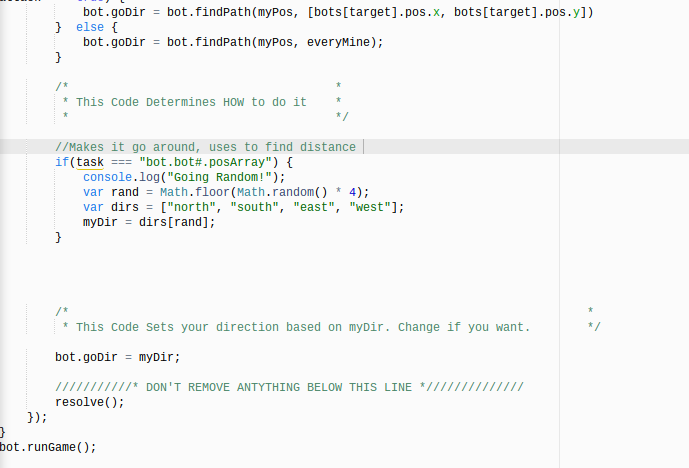 true) {
bot.goDir = bot.findPath(myPos, [bots[target].pos.x, bots[target].pos.y])
}  else {
bot.goDir = bot.findPath(myPos, everyMine);
}
/*                                      *
* This Code Determines HOW to do it    *
*                                      */
//Makes it go around, uses to find distance
if(task === "bot.bot#.posArray") {
console.log("Going Random!");
var rand = Math.floor(Math.random() * 4);
var dirs = ["north", "south", "east", "west"];
myDir = dirs[rand];
}
/*                                                                          *
* This Code Sets your direction based on myDir. Change if you want.        */
bot.goDir = myDir;
///////////* DON'T REMOVE ANTYTHING BELOW THIS LINE *//////////////
resolve();
});
}
bot.runGame();